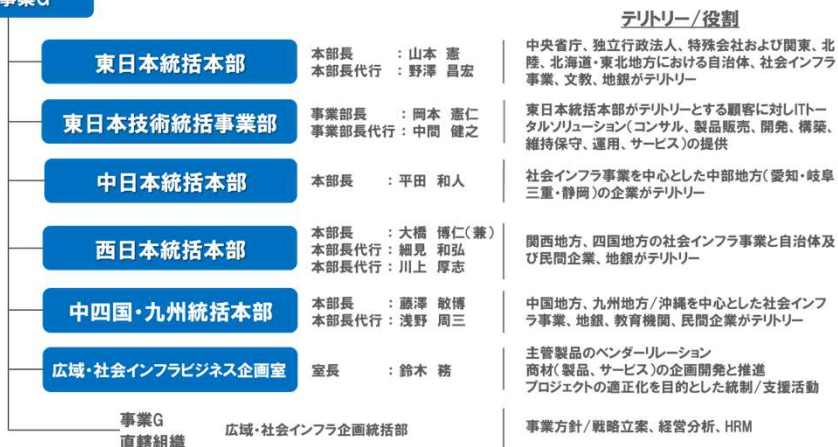 事業G
テリトリー/役割
東日本統括本部
本部長 ：山本 憲
本部長代行 ：野澤 昌宏
中央省庁、独立行政法人、特殊会社および関東、北
陸、北海道・東北地方における自治体、社会インフラ
事業、文教、地銀がテリトリー
東日本技術統括事業部
事業部長 ：岡本 憲仁
事業部長代行：中間 健之
東日本統括本部がテリトリーとする顧客に対しITトー
タルソリューション(コンサル、製品販売、開発、構築、
維持保守、運用、サービス)の提供
中日本統括本部
本部長 ：平田 和人
社会インフラ事業を中心とした中部地方(愛知・岐阜
三重・静岡)の企業がテリトリー
西日本統括本部
本部長 ：大橋 博仁(兼)
本部長代行：細見 和弘
本部長代行：川上 厚志
関西地方、四国地方の社会インフラ事業と自治体及
び民間企業、地銀がテリトリー
中四国・九州統括本部
本部長 ：藤澤 敏博
本部長代行：浅野 周三
中国地方、九州地方/沖縄を中心とした社会インフ
ラ事業、地銀、教育機関、民間企業がテリトリー
広域・社会インフラビジネス企画室
室長 ：鈴木 務
主管製品のベンダーリレーション
商材(製品、サービス)の企画開発と推進
プロジェクトの適正化を目的とした統制/支援活動
事業G
直轄組織
広域・社会インフラ企画統括部
事業方針/戦略立案、経営分析、HRM